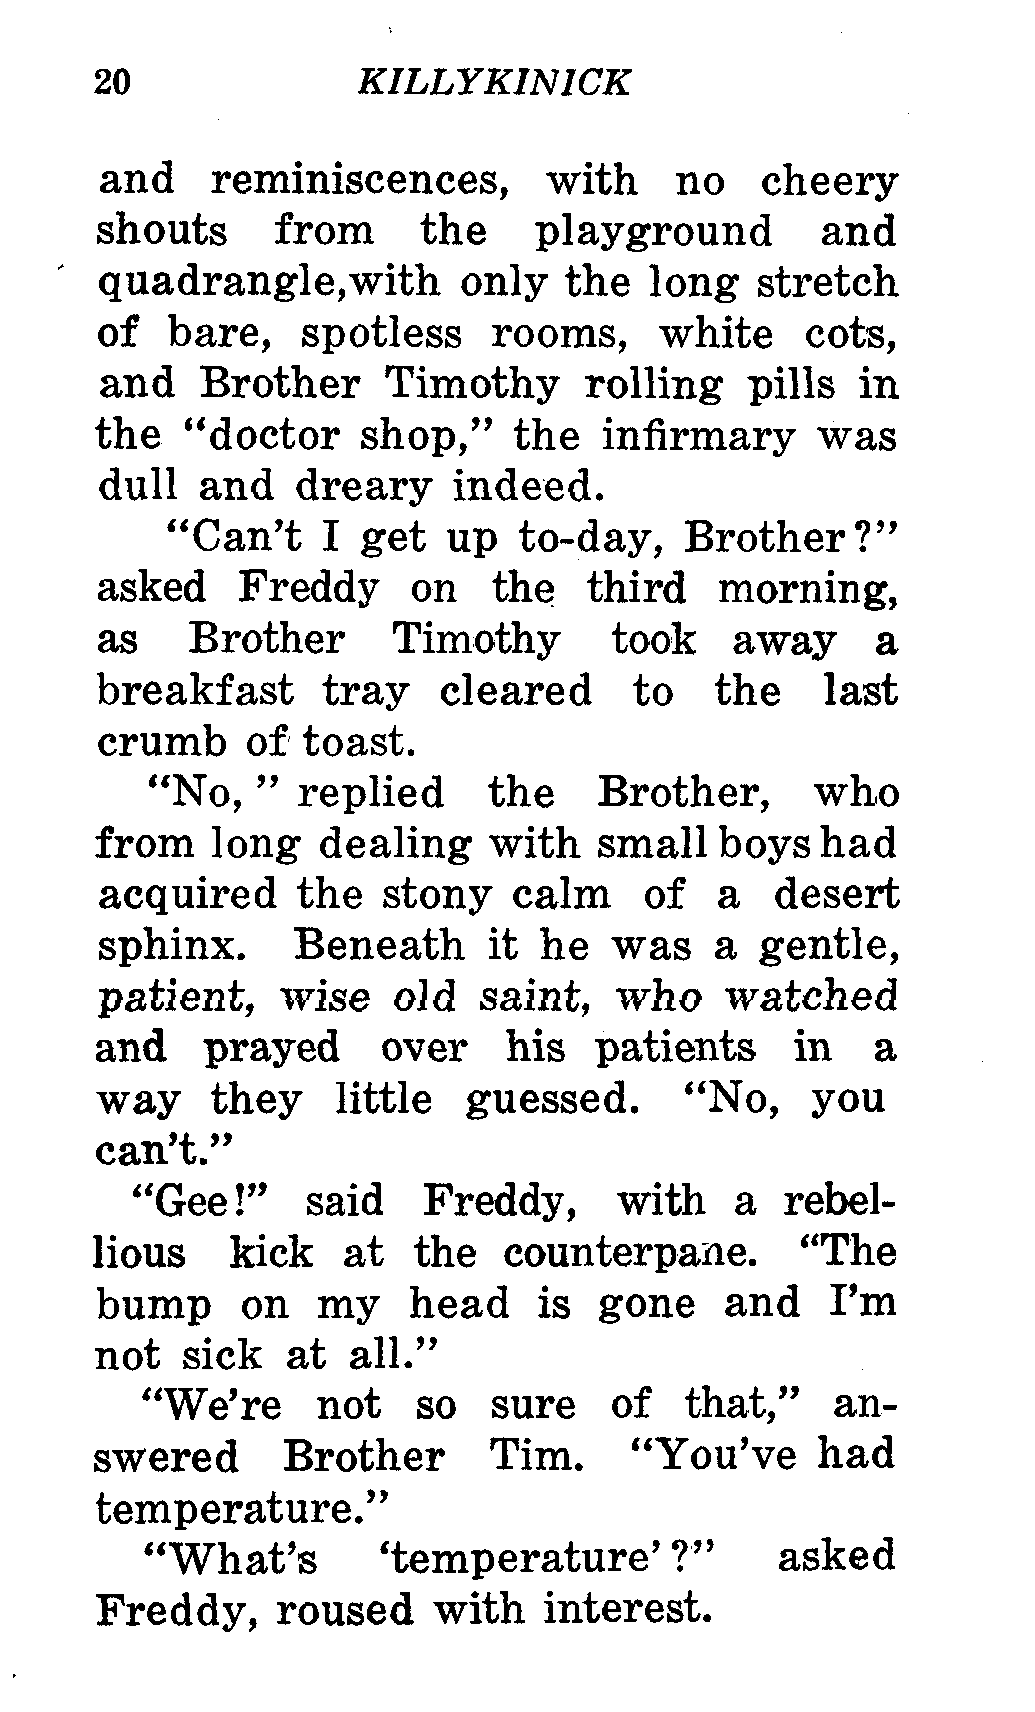 20 KILLYKINICK
and reminiscences, with no cheery
shouts from the playground and
quadrangle,with only the long stretch
of bare, spotless rooms, white cots,
and Brother Timothy rolling pills in
the “doctor shop,” the infirmary was
dull and dreary indeed.
“Can’t I get up to-day, Brother?”
asked Freddy on the third morning,
as Brother Timothy took away a
breakfast tray cleared to the last
crumb of toast.
“No, ” replied the Brother, who
from long dealing with small boys had
acquired the stony calm of a desert
sphinx. Beneath it he was a gentle,
patient, wise old saint, who watched
and prayed over his patients in a
way they little guessed. “No, you
can’t.”
“Gee!” said Freddy, with a rebel-
lious kick at the counterpane. “The
bump on my head is gone and I’m
not sick at all.”
“We’re not so sure of that,” an-
swered Brother Tim. “You’ve had
temperature.”
“What’s ‘temperature’?” asked
Freddy, roused with interest.